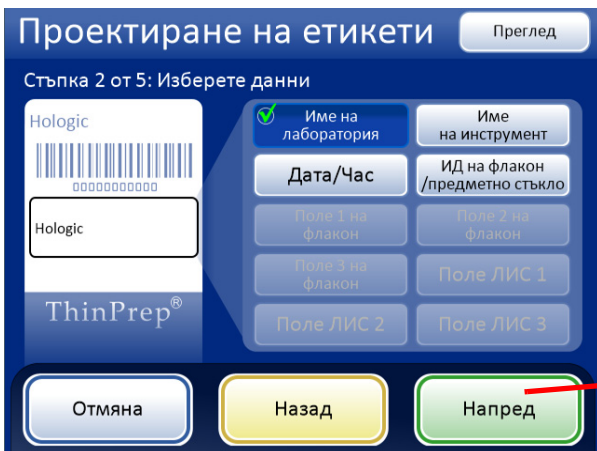 Проектиране на етикети
Преглед
Стъпка 2 от 5: Изберете данни
Hologic
00000000000
Hologic
ThinPrep®
Име на
лаборатория
Име
на инструмент
Дата/Час
ИД на флакон
/предметно стъкло
Поле 1 на
флакон
Поле 2 на
флакон
Поле 3 на
флакон
Поле ЛИС 1
Поле ЛИС 2
Поле ЛИС 3
Отмяна
Назад
Напред